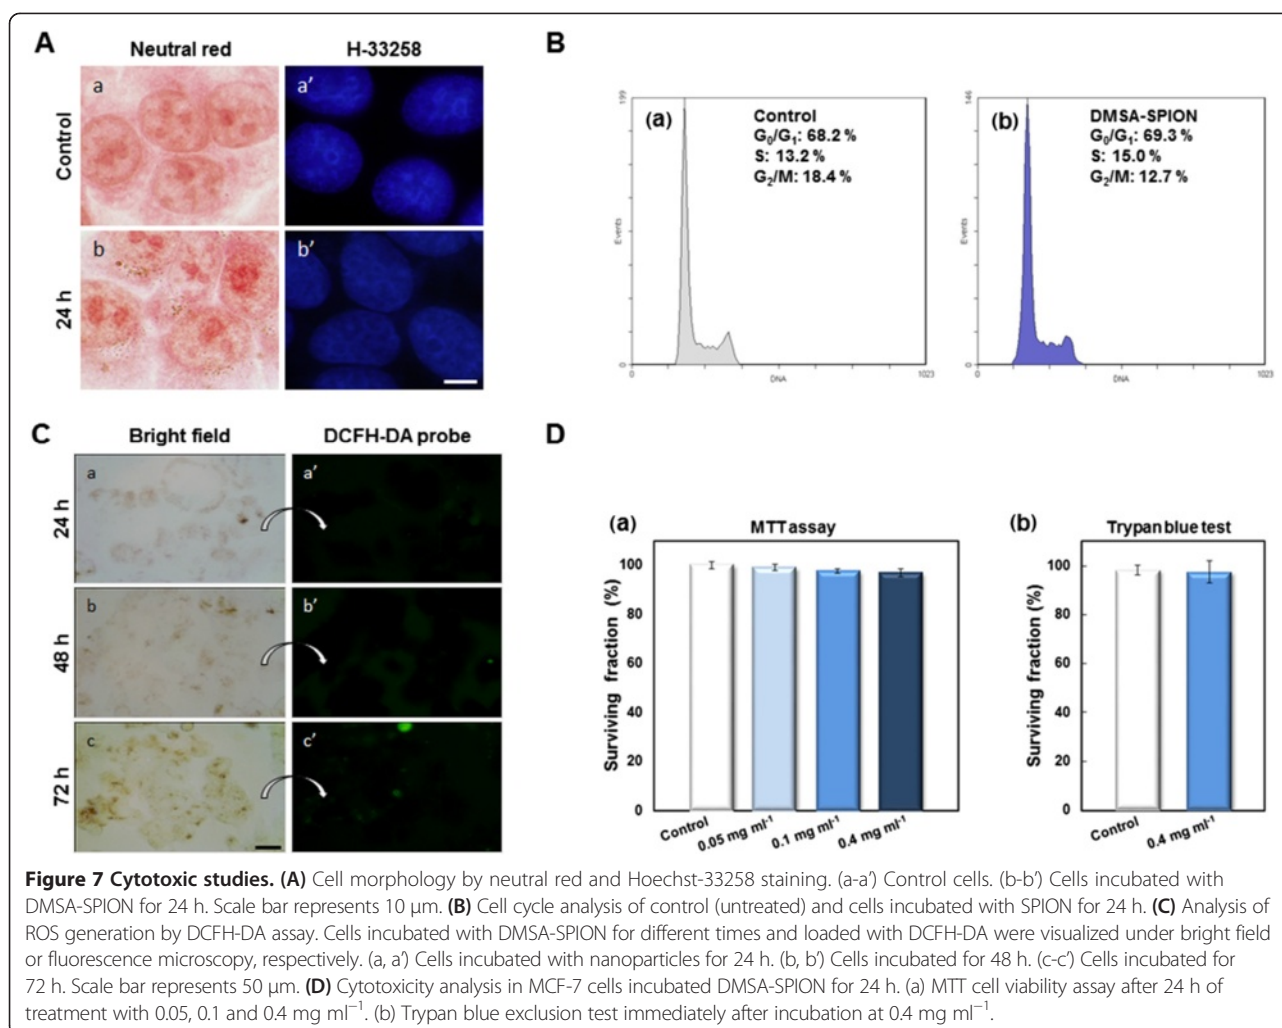 A
Neutral red
H-33258
Control
a
a′
24 h
b
b′
B
(a)
Control
G₀/G₁: 68.2 %
S: 13.2 %
G₂/M: 18.4 %
199
Events
0
0
DNA
1023
(b)
DMSA-SPION
G₀/G₁: 69.3 %
S: 15.0 %
G₂/M: 12.7 %
146
Events
0
0
DNA
1023
C
Bright field
DCFH-DA probe
24 h
a
a′
48 h
b
b′
72 h
c
c′
D
(a)
MTT assay
Surviving fraction (%)
100
80
60
40
20
0
Control
0.05 mg ml⁻¹
0.1 mg ml⁻¹
0.4 mg ml⁻¹
(b)
Trypan blue test
Surviving fraction (%)
100
80
60
40
20
0
Control
0.4 mg ml⁻¹
Figure 7 Cytotoxic studies. (A) Cell morphology by neutral red and Hoechst-33258 staining. (a-a′) Control cells. (b-b′) Cells incubated with
DMSA-SPION for 24 h. Scale bar represents 10 μm. (B) Cell cycle analysis of control (untreated) and cells incubated with SPION for 24 h. (C) Analysis of
ROS generation by DCFH-DA assay. Cells incubated with DMSA-SPION for different times and loaded with DCFH-DA were visualized under bright field
or fluorescence microscopy, respectively. (a, a′) Cells incubated with nanoparticles for 24 h. (b, b′) Cells incubated for 48 h. (c-c′) Cells incubated for
72 h. Scale bar represents 50 μm. (D) Cytotoxicity analysis in MCF-7 cells incubated DMSA-SPION for 24 h. (a) MTT cell viability assay after 24 h of
treatment with 0.05, 0.1 and 0.4 mg ml⁻¹. (b) Trypan blue exclusion test immediately after incubation at 0.4 mg ml⁻¹.